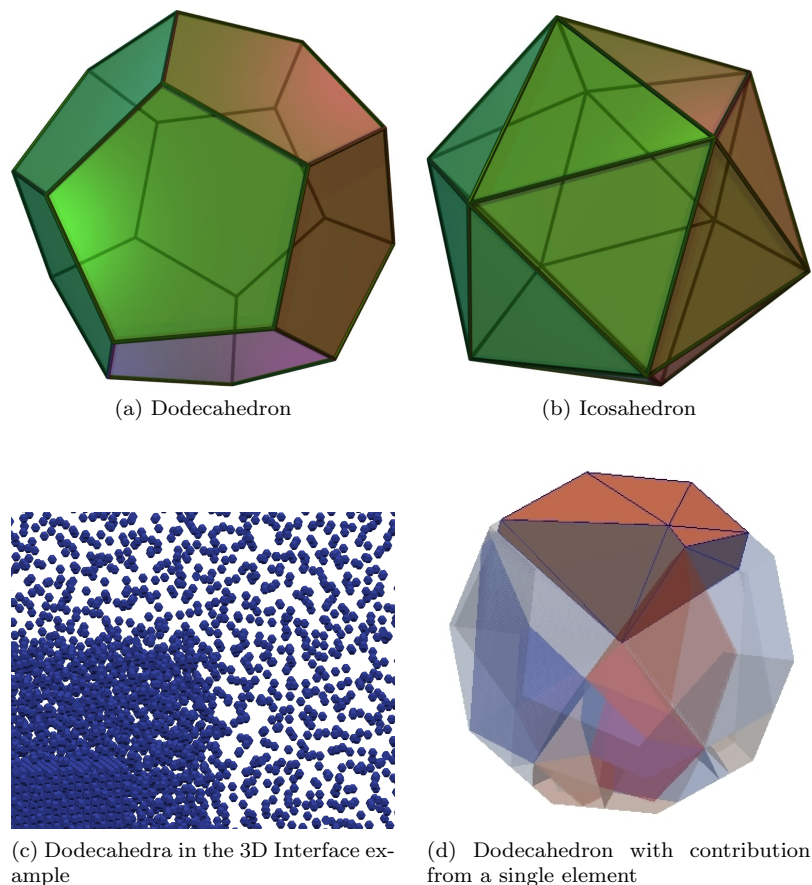 (a) Dodecahedron
(b) Icosahedron
(c) Dodecahedra in the 3D Interface ex-
ample
(d) Dodecahedron with contribution
from a single element